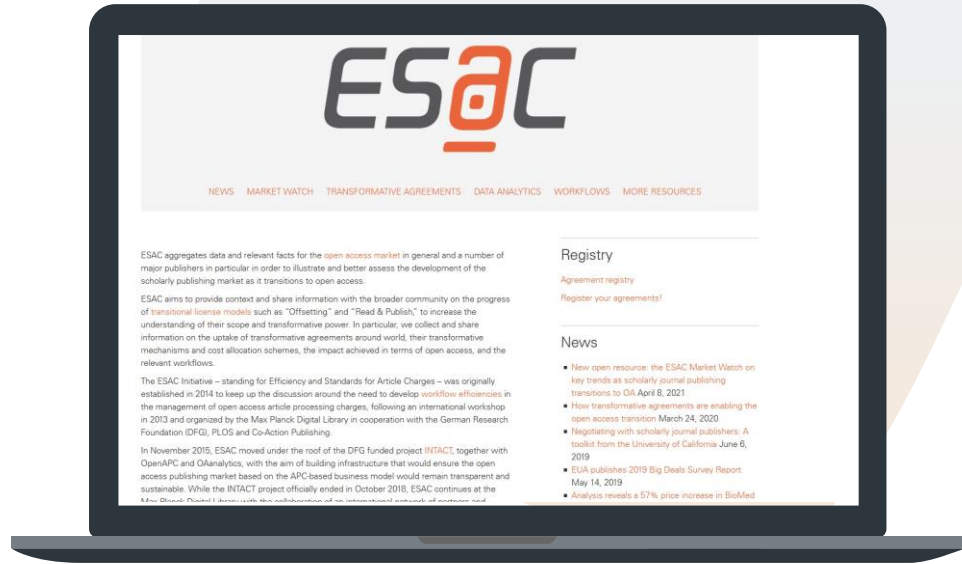 ESAC
NEWS MARKET WATCH TRANSFORMATIVE AGREEMENTS DATA ANALYTICS WORKFLOWS MORE RESOURCES
ESAC aggregates data and relevant facts for the open access market in general and a number of
major publishers in particular in order to illustrate and better assess the development of the
scholarly publishing market as it transitions to open access.
ESAC aims to provide context and share information with the broader community on the progress
of transitional license models such as "Offsetting" and "Read & Publish," to increase the
understanding of their scope and transformative power. In particular, we collect and share
information on the uptake of transformative agreements around world, their transformative
mechanisms and cost allocation schemes, the impact achieved in terms of open access, and the
relevant workflows.
The ESAC Initiative – standing for Efficiency and Standards for Article Charges – was originally
established in 2014 to keep up the discussion around the need to develop workflow efficiencies in
the management of open access article processing charges, following an international workshop
in 2013 and organized by the Max Planck Digital Library in cooperation with the German Research
Foundation (DFG), PLOS and Co-Action Publishing.
In November 2015, ESAC moved under the roof of the DFG funded project INTACT, together with
OpenAPC and OAanalytics, with the aim of building infrastructure that would ensure the open
access publishing market based on the APC-based business model would remain transparent and
sustainable. While the INTACT project officially ended in October 2018, ESAC continues at the
Max Planck Digital Library with the collaboration of an international network of partners and
Registry
Agreement registry
Register your agreements!
News
New open resource: the ESAC Market Watch on
key trends as scholarly journal publishing
transitions to OA April 8, 2021
How transformative agreements are enabling the
open access transition March 24, 2020
Negotiating with scholarly journal publishers: A
toolkit from the University of California June 6,
2019
EUA publishes 2019 Big Deals Survey Report
May 14, 2019
Analysis reveals a 57% price increase in BioMed